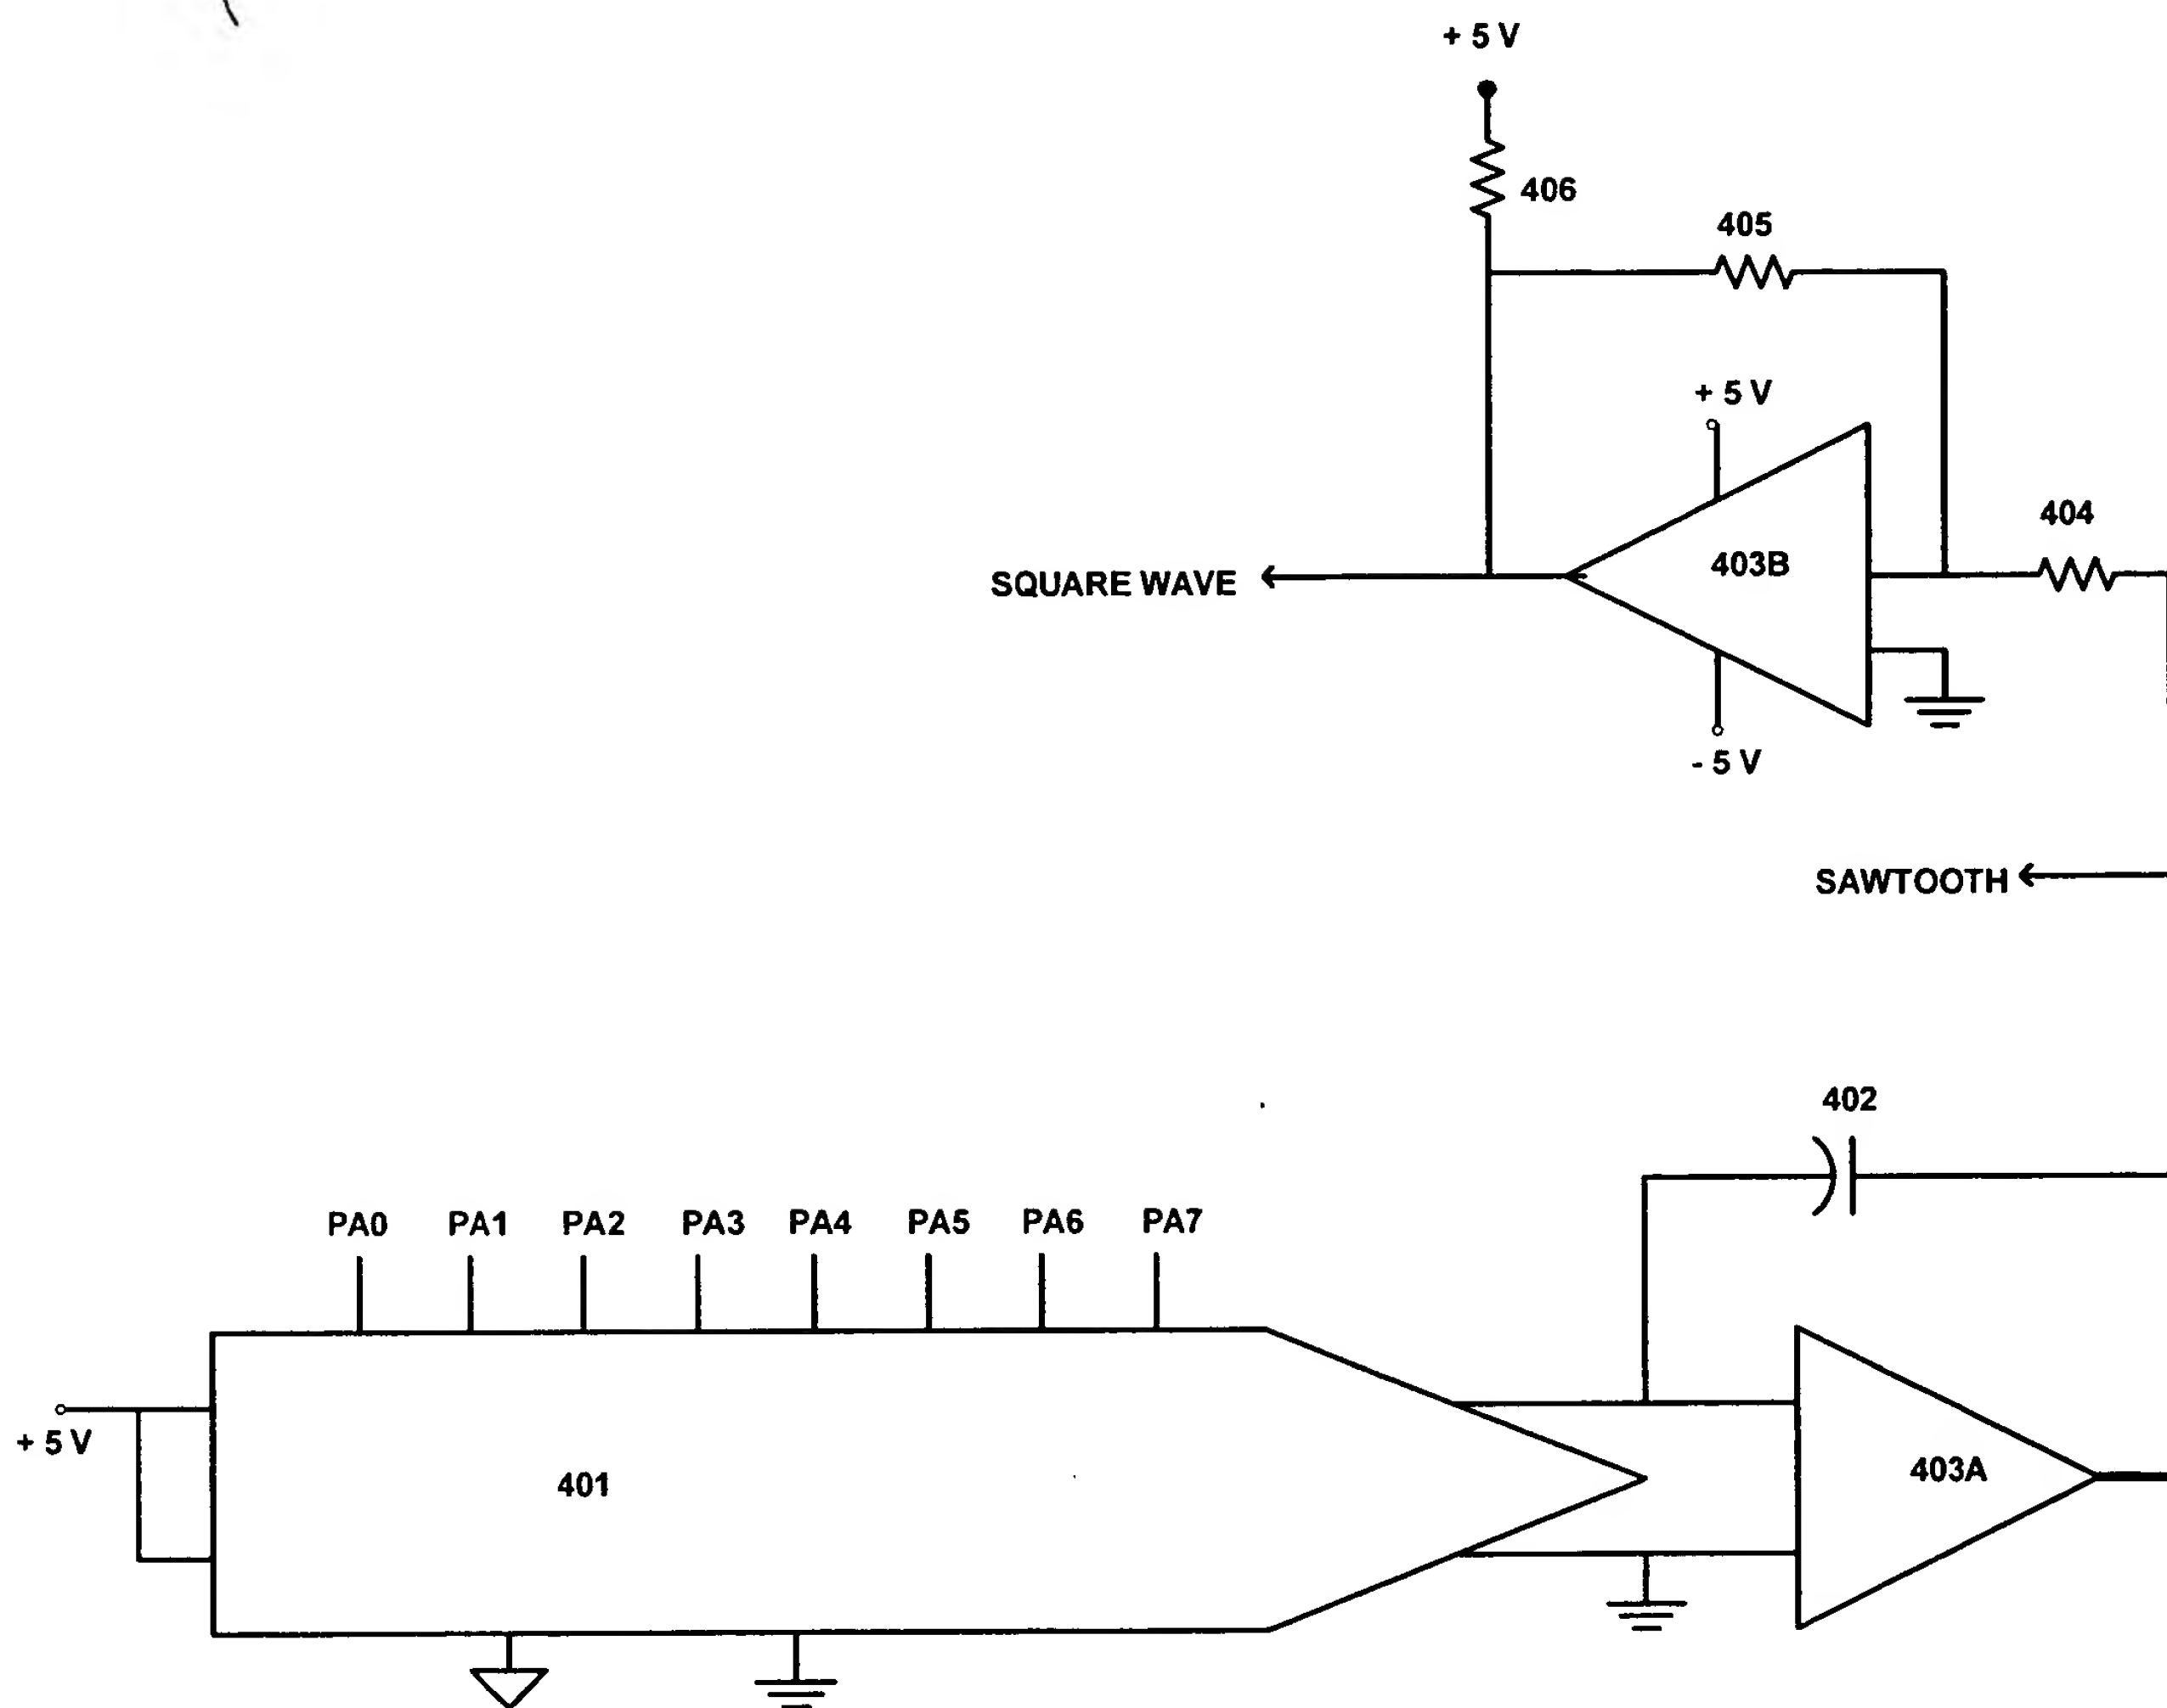 + 5 V
406
405
+ 5 V
403B
404
SQUARE WAVE
- 5 V
SAWTOOTH
402
PA0 PA1 PA2 PA3 PA4 PA5 PA6 PA7
+ 5 V
401
403A